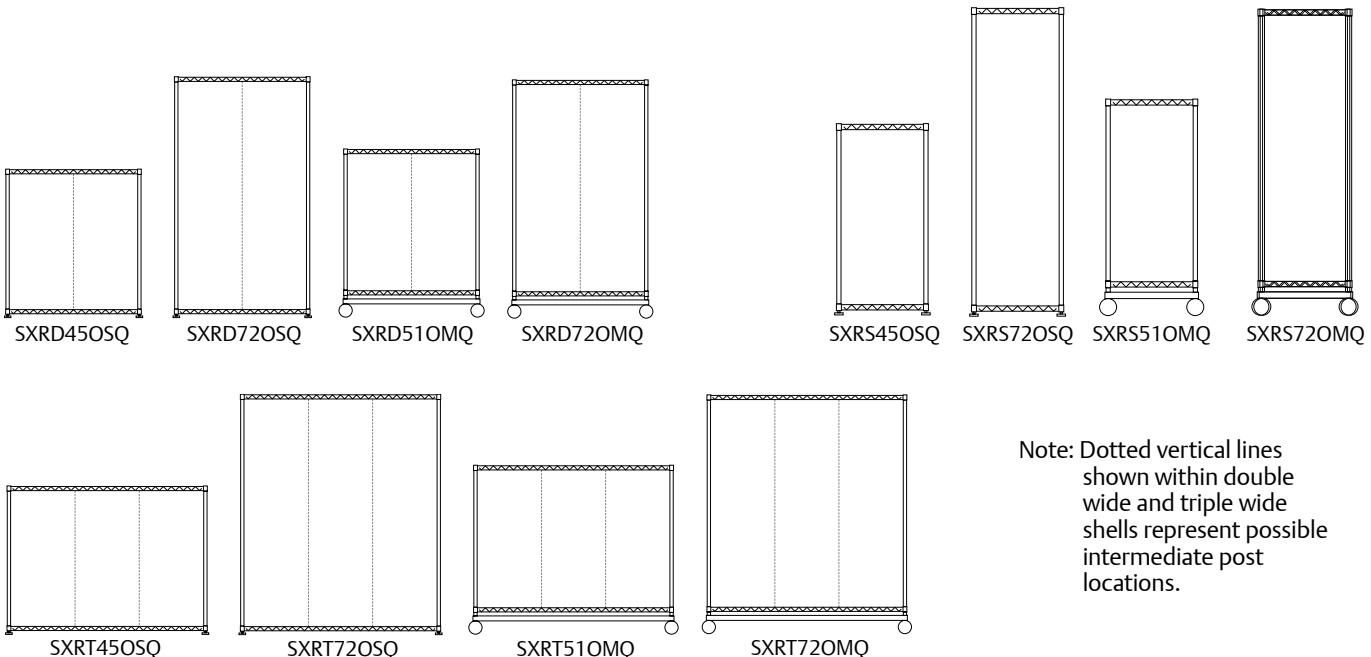 SXRD45OSQ SXRD72OSQ SXRD51OMQ SXRD72OMQ SXRS45OSQ SXRS72OSQ SXRS51OMQ SXRS72OMQ
Note: Dotted vertical lines
shown within double
wide and triple wide
shells represent possible
intermediate post
locations.
SXRT45OSQ SXRT72OSQ SXRT51OMQ SXRT72OMQ